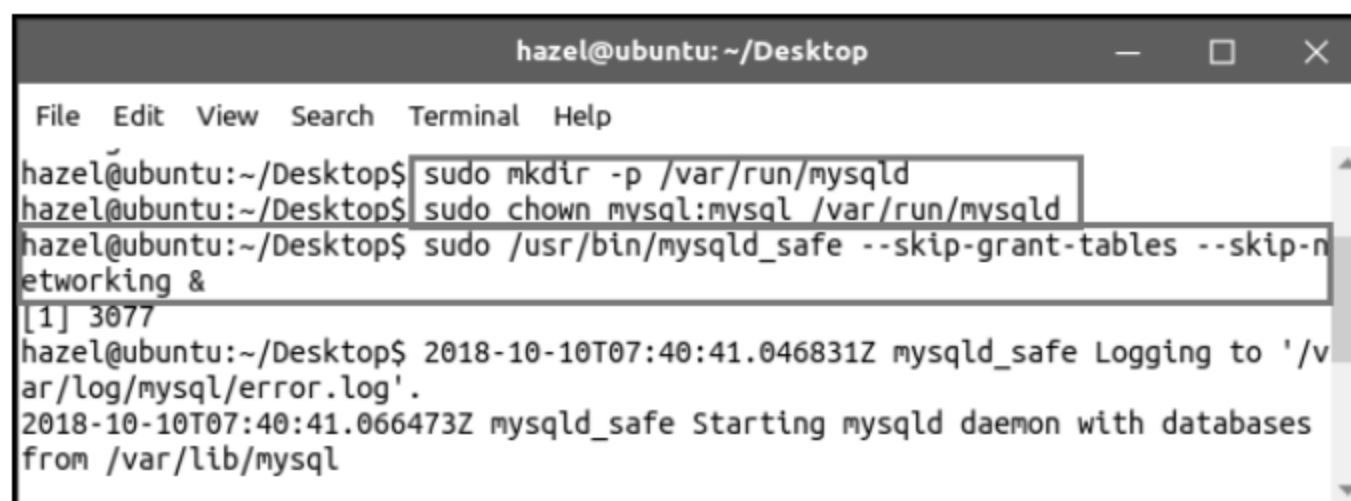 hazel@ubuntu: ~/Desktop
File Edit View Search Terminal Help
hazel@ubuntu:~/Desktop$ sudo mkdir -p /var/run/mysqld
hazel@ubuntu:~/Desktop$ sudo chown mysql:mysql /var/run/mysqld
hazel@ubuntu:~/Desktop$ sudo /usr/bin/mysqld_safe --skip-grant-tables --skip-n
etworking &
[1] 3077
hazel@ubuntu:~/Desktop$ 2018-10-10T07:40:41.046831Z mysqld_safe Logging to '/v
ar/log/mysql/error.log'.
2018-10-10T07:40:41.066473Z mysqld_safe Starting mysqld daemon with databases
from /var/lib/mysql